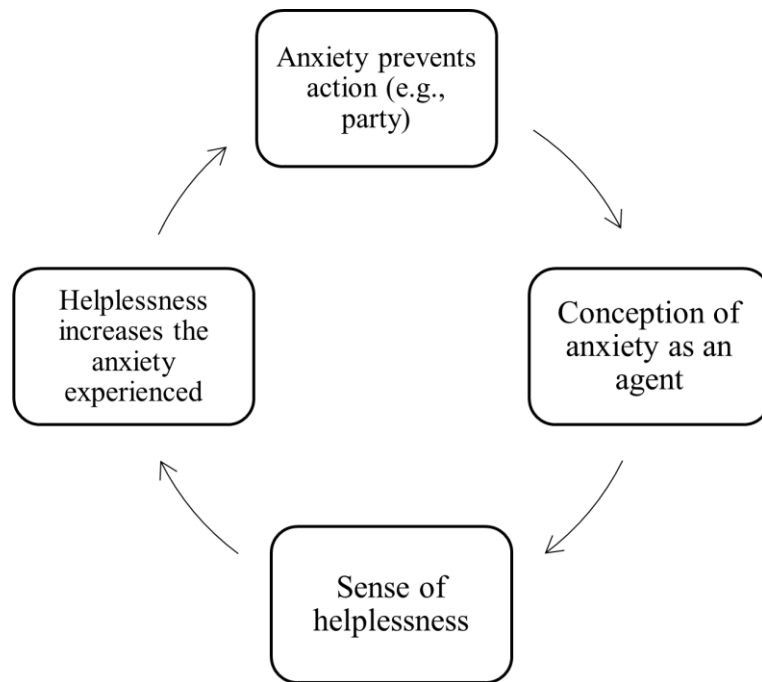 Anxiety prevents
action (e.g.,
party)
Conception of
anxiety as an
agent
Sense of
helplessness
Helplessness
increases the
anxiety
experienced